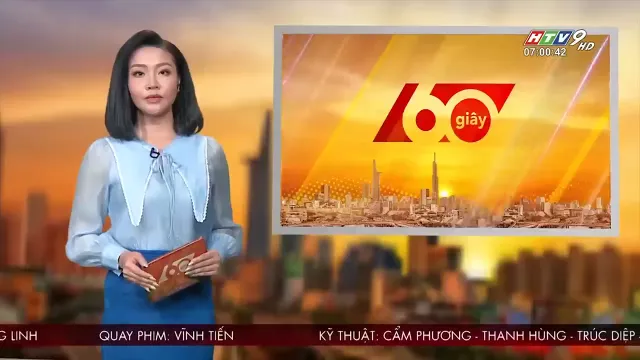 HTV9 HD
07:00:42
60 giây
60
G LINH QUAY PHIM: VĨNH TIẾN KỸ THUẬT: CẨM PHƯƠNG - THANH HÙNG - TRÚC DIỆP -